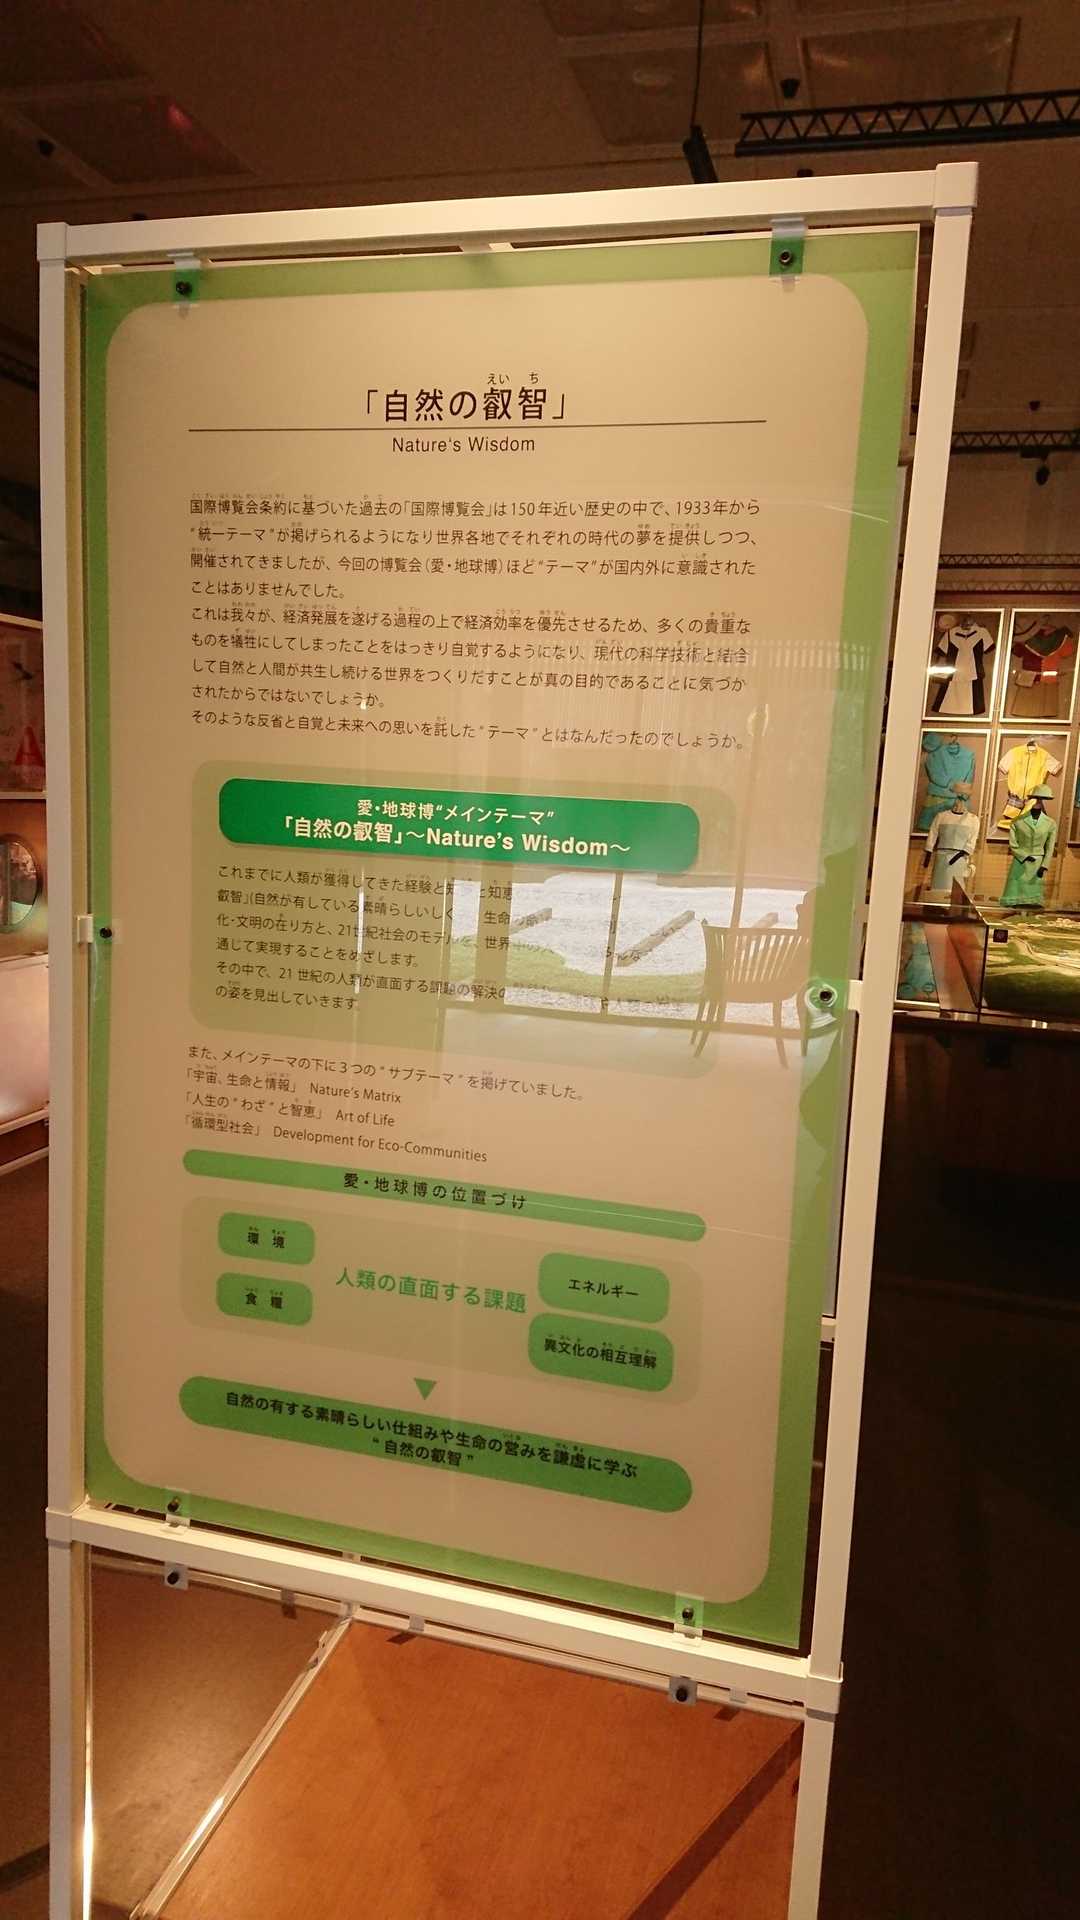 えいち
「自然の叡智」
Nature's Wisdom
国際博覧会条約に基づいた過去の「国際博覧会」は150年近い歴史の中で、1933年から
“統一テーマ”が掲げられるようになり世界各地でそれぞれの時代の夢を提供しつつ、
開催されてきましたが、今回の博覧会（愛・地球博）ほど“テーマ”が国内外に意識された
ことはありませんでした。
これは我々が、経済発展を遂げる過程の上で経済効率を優先させるため、多くの貴重な
ものを犠牲にしてしまったことをはっきり自覚するようになり、現代の科学技術と結合
して自然と人間が共生し続ける世界をつくりだすことが真の目的であることに気づか
されたからではないでしょうか。
そのような反省と自覚と未来への思いを託した“テーマ”とはなんだったのでしょうか。
愛・地球博“メインテーマ”
「自然の叡智」～Nature's Wisdom～
これまでに人類が獲得してきた経験と知 と知恵
叡智」(自然が有している素晴らしいしく 生命の
化・文明の在り方と、21世紀社会のモデルを、世界
通じて実現することをめざします。
その中で、21世紀の人類が直面する課題の解決の
の姿を見出していきます。
また、メインテーマの下に3つの“サブテーマ”を掲げていました。
「宇宙、生命と情報」 Nature's Matrix
「人生の“わざ”と智恵」 Art of Life
「循環型社会」 Development for Eco-Communities
愛・地球博の位置づけ
環境
食糧
人類の直面する課題
エネルギー
異文化の相互理解
自然の有する素晴らしい仕組みや生命の営みを謙虚に学ぶ
“自然の叡智”